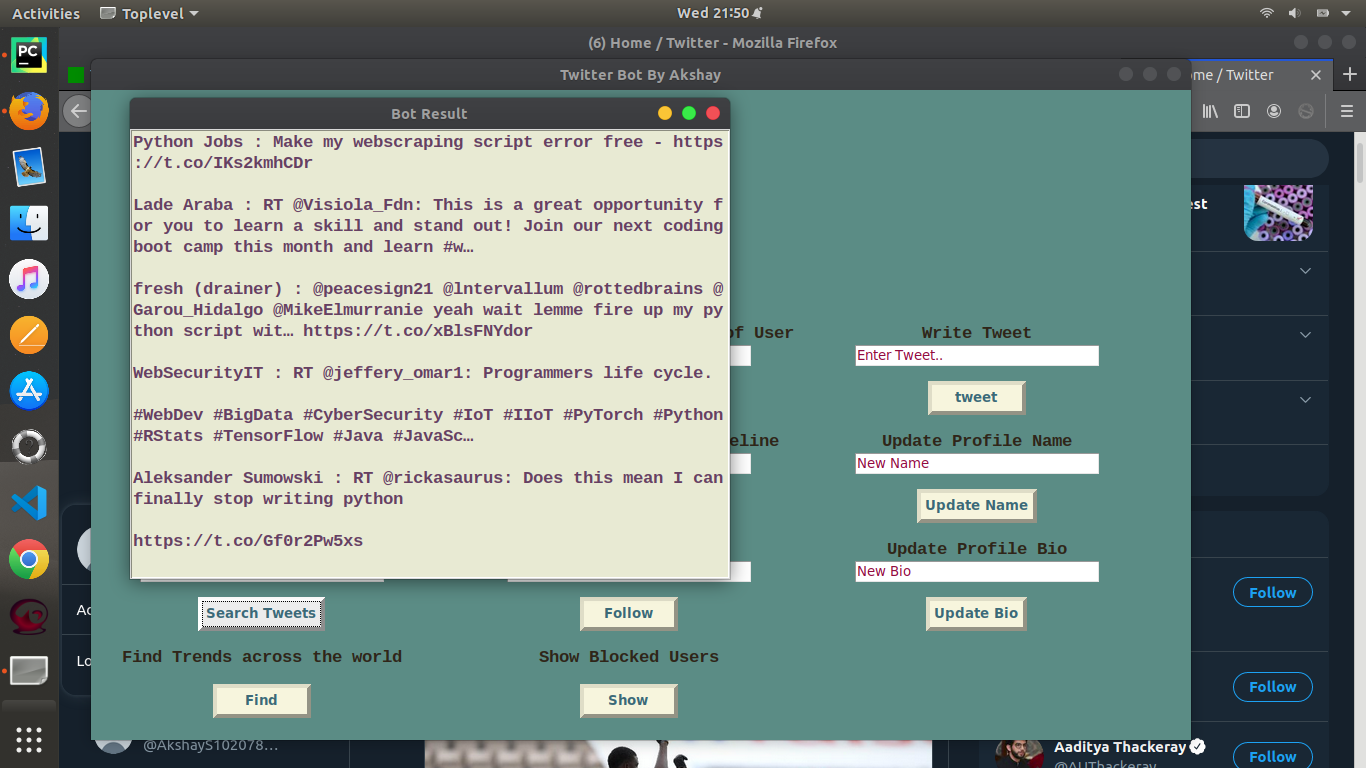 Activities
Toplevel
Wed 21:50
(6) Home / Twitter - Mozilla Firefox
Twitter Bot By Akshay
me / Twitter
Bot Result
Python Jobs : Make my webscraping script error free - https
://t.co/IKs2kmhCDr
Lade Araba : RT @Visiola_Fdn: This is a great opportunity f
or you to learn a skill and stand out! Join our next coding
boot camp this month and learn #w…
fresh (drainer) : @peacesign21 @lntervallum @rottedbrains @
Garou_Hidalgo @MikeElmurranie yeah wait lemme fire up my py
thon script wit… https://t.co/xBlsFNYdor
WebSecurityIT : RT @jeffery_omar1: Programmers life cycle.
#WebDev #BigData #CyberSecurity #IoT #IIoT #PyTorch #Python
#RStats #TensorFlow #Java #JavaSc…
Aleksander Sumowski : RT @rickasaurus: Does this mean I can
finally stop writing python
https://t.co/Gf0r2Pw5xs
PC
est
of User
Write Tweet
Enter Tweet..
tweet
eline
Update Profile Name
New Name
Update Name
Update Profile Bio
New Bio
Search Tweets
Follow
Update Bio
Find Trends across the world
Show Blocked Users
Find
Show
Ac
Lo
@AkshayS102078…
Follow
Follow
Aaditya Thackeray
@AUThackeray
Follow